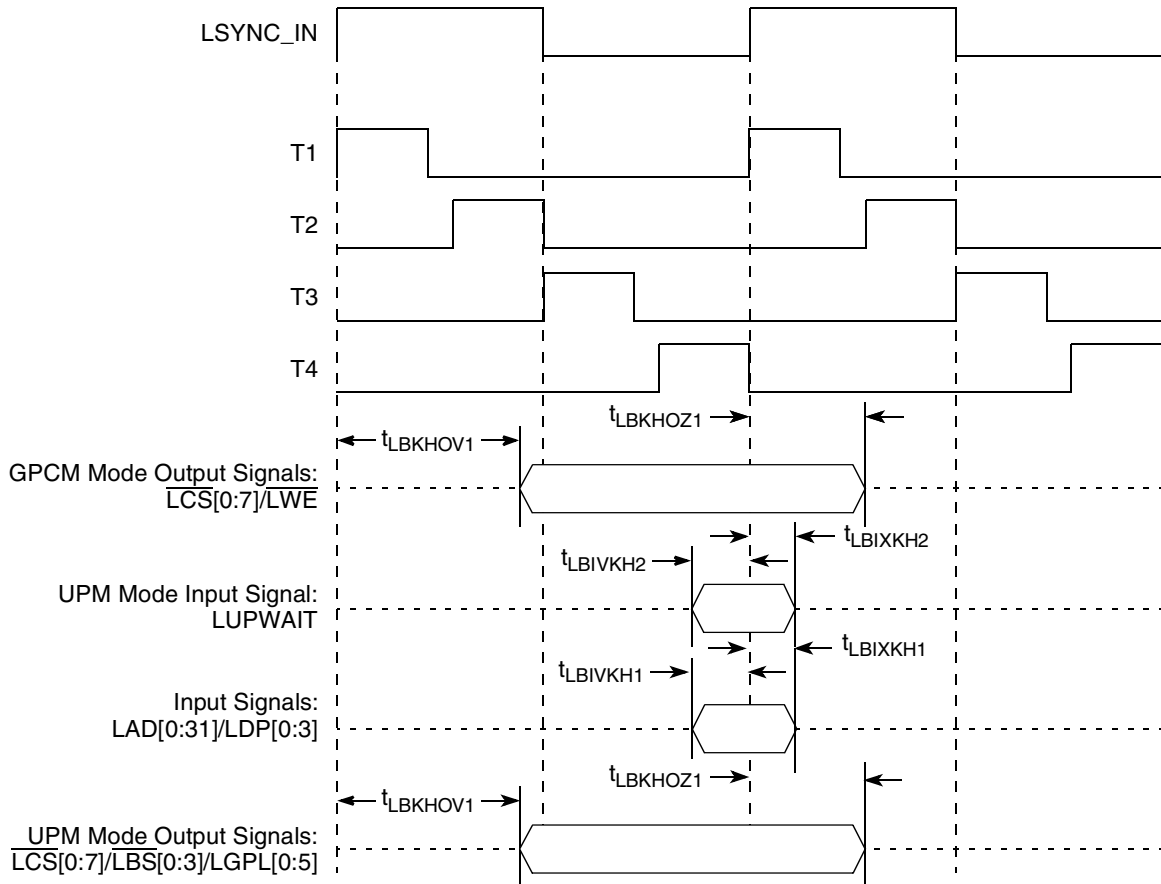 LSYNC_IN
T1
T2
T3
T4
tLBKHOZ1
tLBKHOV1
GPCM Mode Output Signals:
LCS[0:7]/LWE
tLBIXKH2
tLBIVKH2
UPM Mode Input Signal:
LUPWAIT
tLBIXKH1
tLBIVKH1
Input Signals:
LAD[0:31]/LDP[0:3]
tLBKHOZ1
tLBKHOV1
UPM Mode Output Signals:
LCS[0:7]/LBS[0:3]/LGPL[0:5]